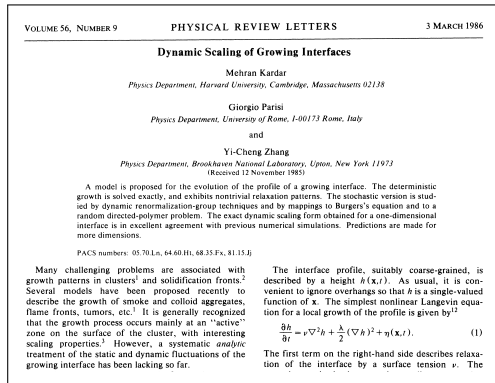 VOLUME 56, NUMBER 9 PHYSICAL REVIEW LETTERS 3 MARCH 1986
Dynamic Scaling of Growing Interfaces
Mehran Kardar
Physics Department, Harvard University, Cambridge, Massachusetts 02138
Giorgio Parisi
Physics Department, University of Rome, I-00173 Rome, Italy
and
Yi-Cheng Zhang
Physics Department, Brookhaven National Laboratory, Upton, New York 11973
(Received 12 November 1985)
A model is proposed for the evolution of the profile of a growing interface. The deterministic
growth is solved exactly, and exhibits nontrivial relaxation patterns. The stochastic version is stud-
ied by dynamic renormalization-group techniques and by mappings to Burgers's equation and to a
random directed-polymer problem. The exact dynamic scaling form obtained for a one-dimensional
interface is in excellent agreement with previous numerical simulations. Predictions are made for
more dimensions.
PACS numbers: 05.70.Ln, 64.60.Ht, 68.35.Fx, 81.15.Jj
Many challenging problems are associated with
growth patterns in clusters¹ and solidification fronts.²
Several models have been proposed recently to
describe the growth of smoke and colloid aggregates,
flame fronts, tumors, etc.¹ It is generally recognized
that the growth process occurs mainly at an "active"
zone on the surface of the cluster, with interesting
scaling properties.³ However, a systematic analytic
treatment of the static and dynamic fluctuations of the
growing interface has been lacking so far.
The interface profile, suitably coarse-grained, is
described by a height h(x,t). As usual, it is con-
venient to ignore overhangs so that h is a single-valued
function of x. The simplest nonlinear Langevin equa-
tion for a local growth of the profile is given by¹²
∂h/∂t = ν∇²h + λ/2 (∇h)² + η(x,t). (1)
The first term on the right-hand side describes relaxa-
tion of the interface by a surface tension ν. The